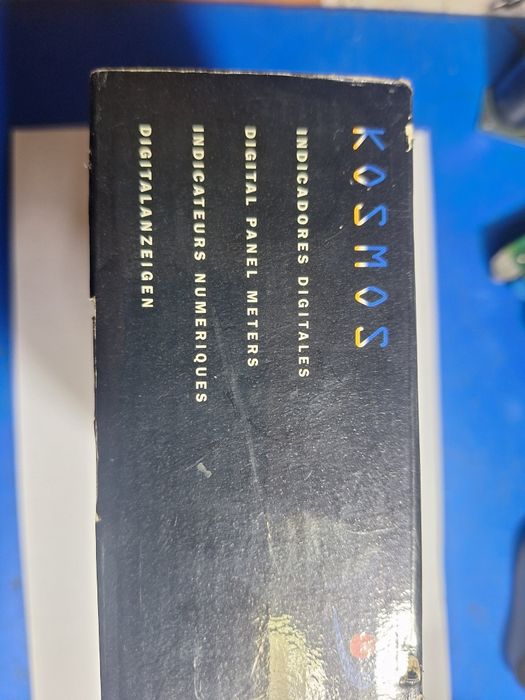 KOSMOS
INDICADORES DIGITALES
DIGITAL PANEL METERS
INDICATEURS NUMERIQUES
DIGITALANZEIGEN